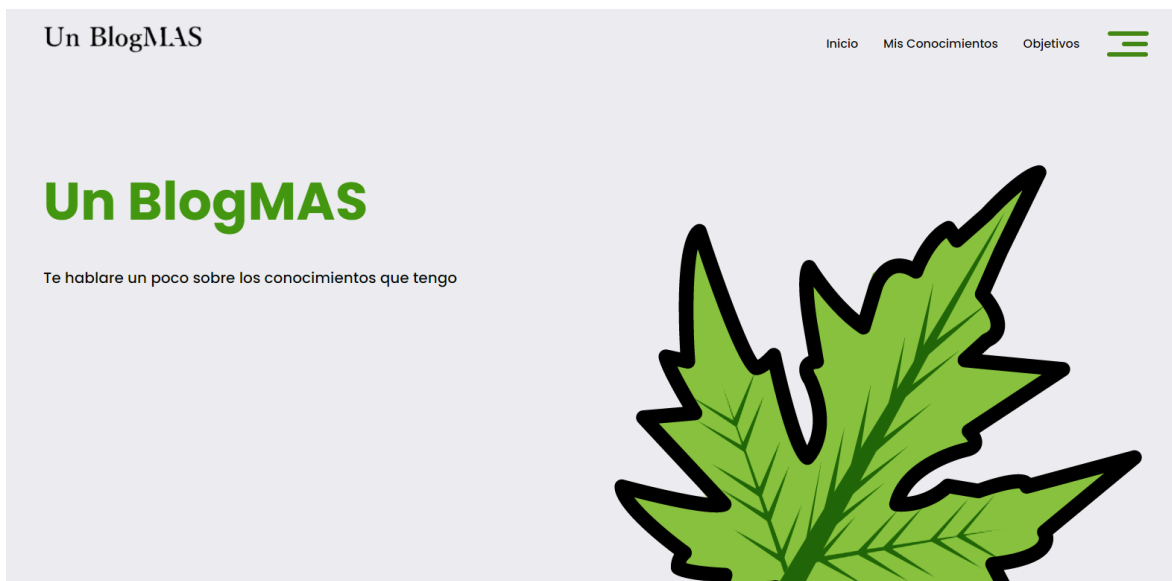 Un BlogMAS
Inicio Mis Conocimientos Objetivos
Un BlogMAS
Te hablare un poco sobre los conocimientos que tengo